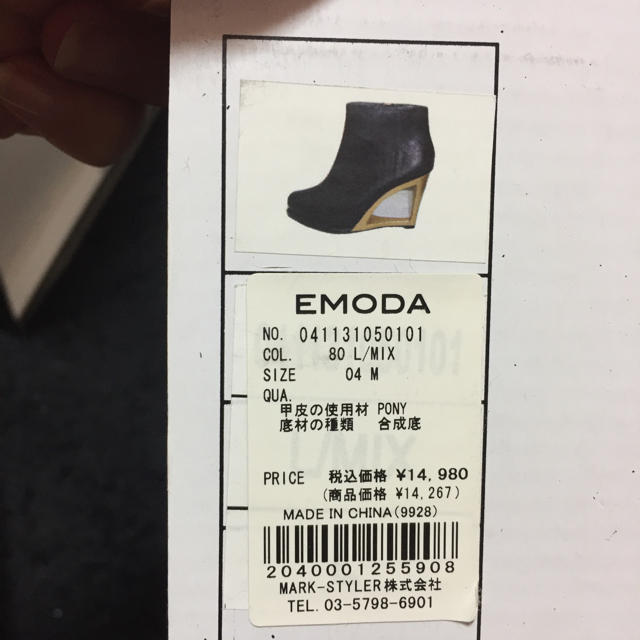 EMODA
NO. 041131050101
COL. 80 L/MIX
SIZE 04 M
QUA.
甲皮の使用材 PONY
底材の種類 合成底
PRICE 税込価格 ¥14,980
(商品価格 ¥14,267)
MADE IN CHINA(9928)
2040001255908
MARK-STYLER株式会社
TEL. 03-5798-6901